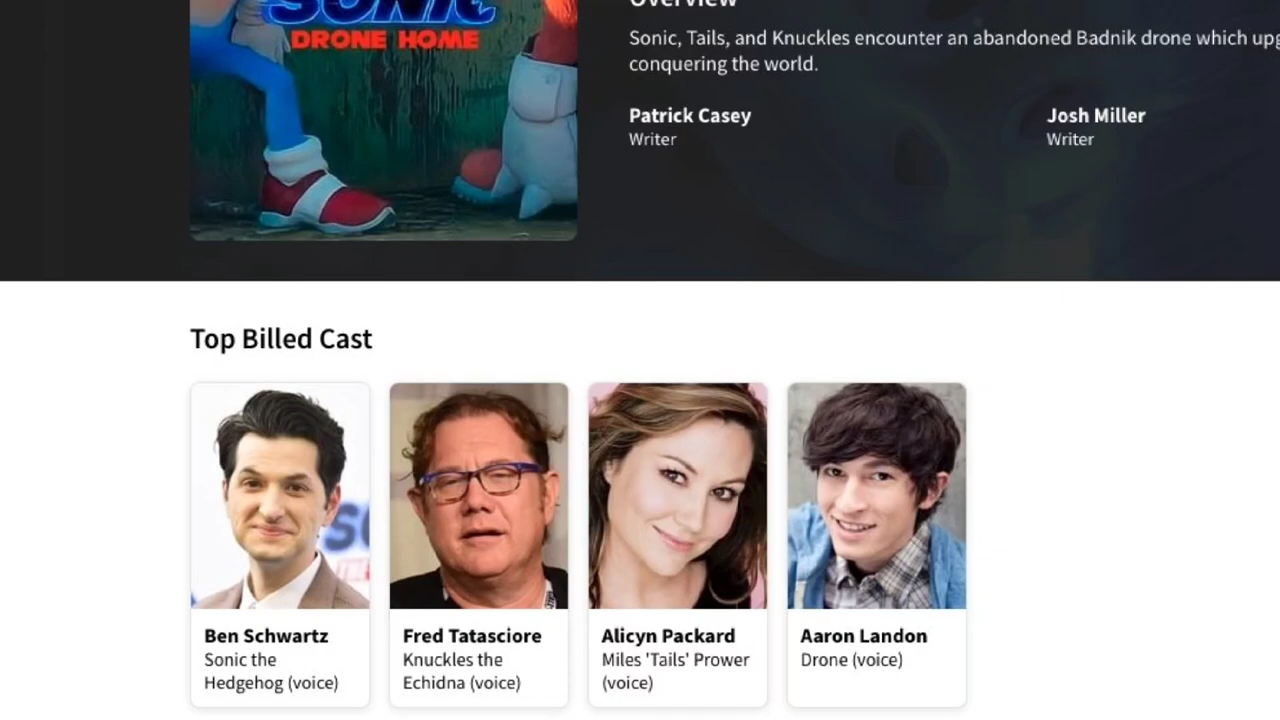 SONIC
DRONE HOME
Overview
Sonic, Tails, and Knuckles encounter an abandoned Badnik drone which
conquering the world.
Patrick Casey
Writer
Josh Miller
Writer
Top Billed Cast
Ben Schwartz
Sonic the
Hedgehog (voice)
Fred Tatasciore
Knuckles the
Echidna (voice)
Alicyn Packard
Miles 'Tails' Prower
(voice)
Aaron Landon
Drone (voice)